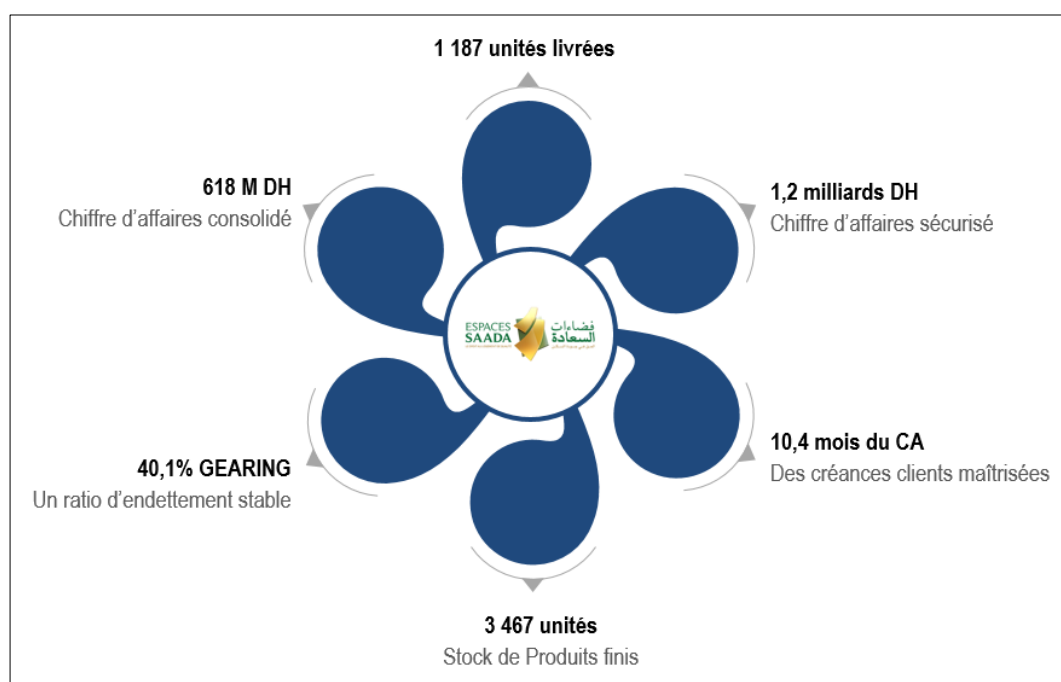 1 187 unités livrées
618 M DH
Chiffre d'affaires consolidé
1,2 milliards DH
Chiffre d'affaires sécurisé
ESPACES
SAADA
فضاءات
السعادة
40,1% GEARING
Un ratio d'endettement stable
10,4 mois du CA
Des créances clients maîtrisées
3 467 unités
Stock de Produits finis